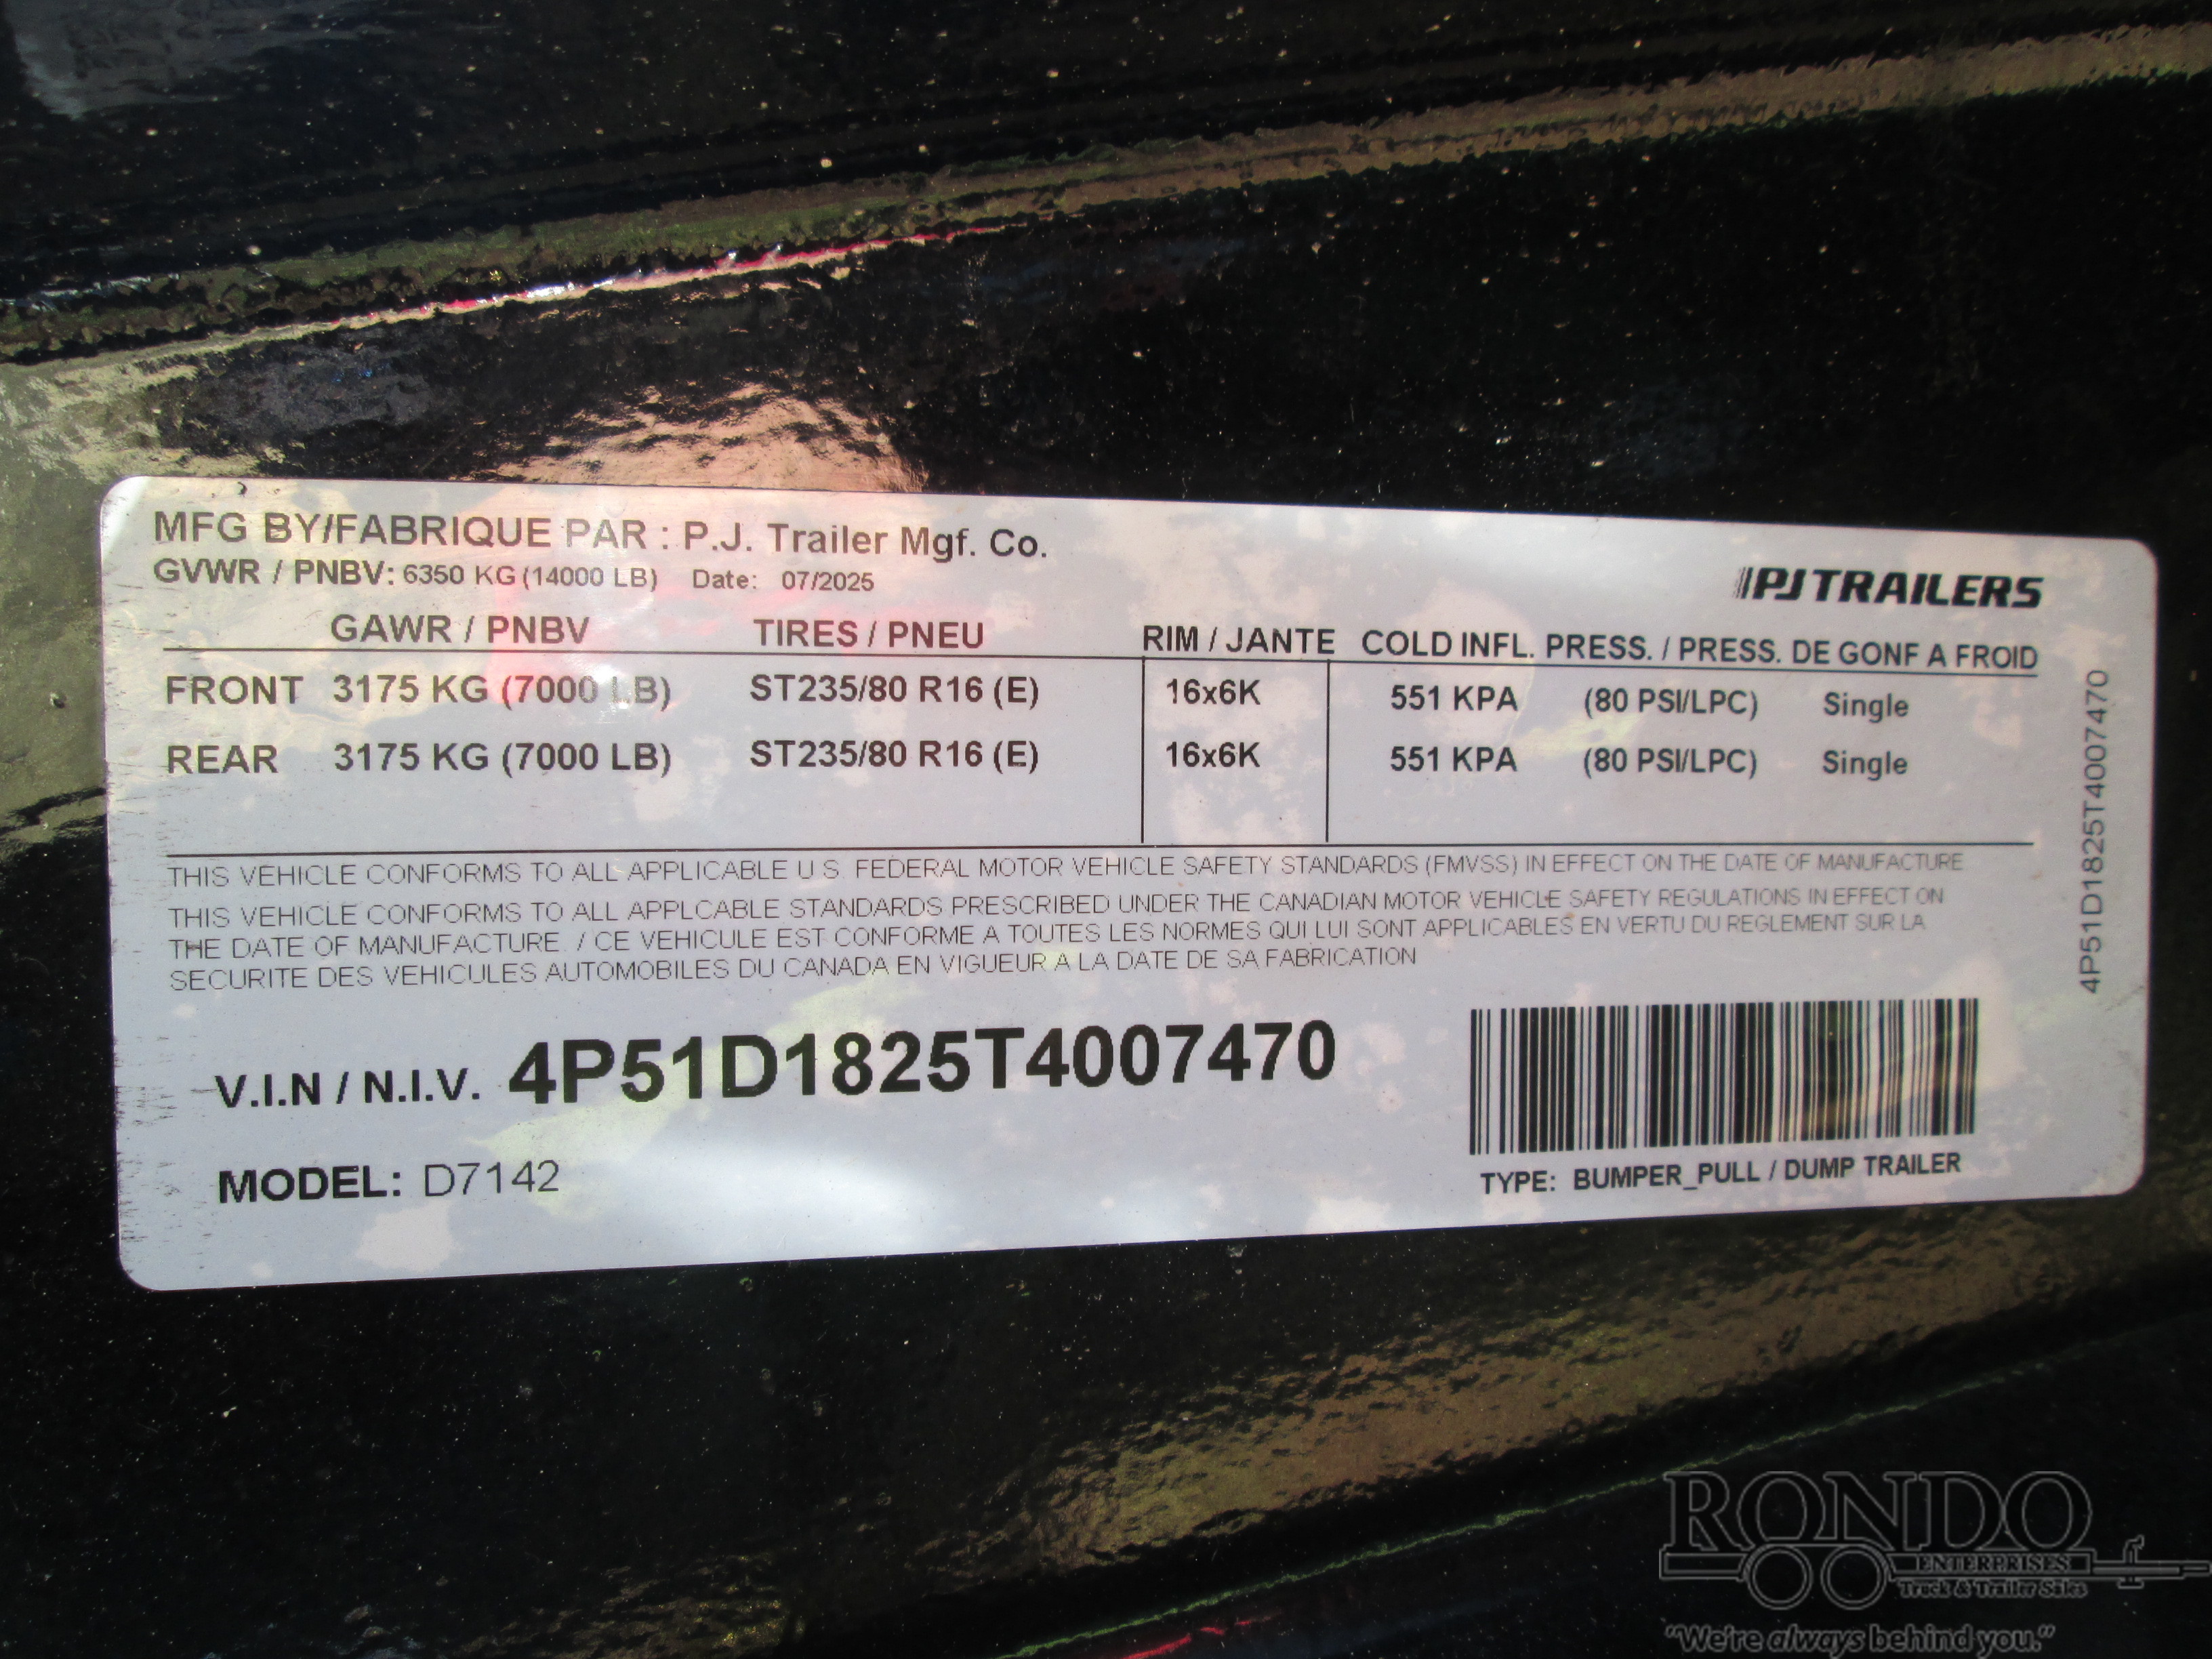 MFG BY/FABRIQUE PAR : P.J. Trailer Mgf. Co.
GVWR / PNBV: 6350 KG (14000 LB) Date: 07/2025
PJTRAILERS
GAWR / PNBV TIRES / PNEU RIM / JANTE COLD INFL. PRESS. / PRESS. DE GONF A FROID
FRONT 3175 KG (7000 LB) ST235/80 R16 (E) 16x6K 551 KPA (80 PSI/LPC) Single
REAR 3175 KG (7000 LB) ST235/80 R16 (E) 16x6K 551 KPA (80 PSI/LPC) Single
THIS VEHICLE CONFORMS TO ALL APPLICABLE U.S. FEDERAL MOTOR VEHICLE SAFETY STANDARDS (FMVSS) IN EFFECT ON THE DATE OF MANUFACTURE
THIS VEHICLE CONFORMS TO ALL APPLCABLE STANDARDS PRESCRIBED UNDER THE CANADIAN MOTOR VEHICLE SAFETY REGULATIONS IN EFFECT ON
THE DATE OF MANUFACTURE. / CE VEHICULE EST CONFORME A TOUTES LES NORMES QUI LUI SONT APPLICABLES EN VERTU DU REGLEMENT SUR LA
SECURITE DES VEHICULES AUTOMOBILES DU CANADA EN VIGUEUR A LA DATE DE SA FABRICATION
V.I.N / N.I.V. 4P51D1825T4007470
MODEL: D7142
TYPE: BUMPER_PULL / DUMP TRAILER
4P51D1825T4007470
RONDO
ENTERPRISES
Truck & Trailer Sales
"We're always behind you."